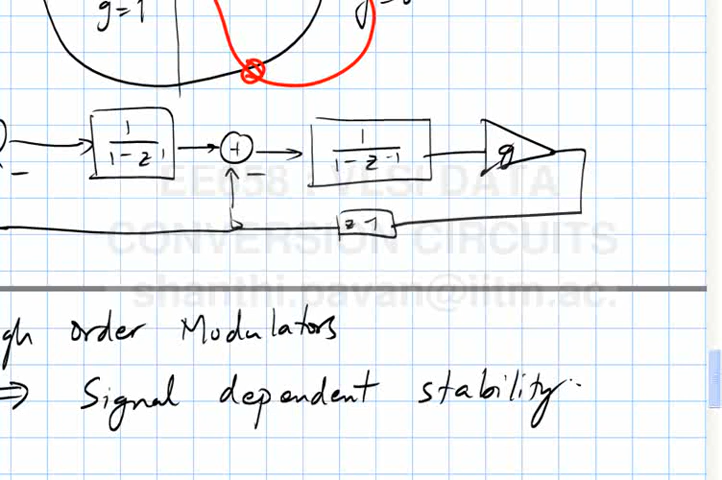 g=1
1/(1-z⁻¹)
+
-
1/(1-z-1)
g
-
z-1
EE658 VLSI DATA
CONVERSION CIRCUITS
shanthi.pavan@iitm.ac.
gh order Modulators
⇒ Signal dependent stability